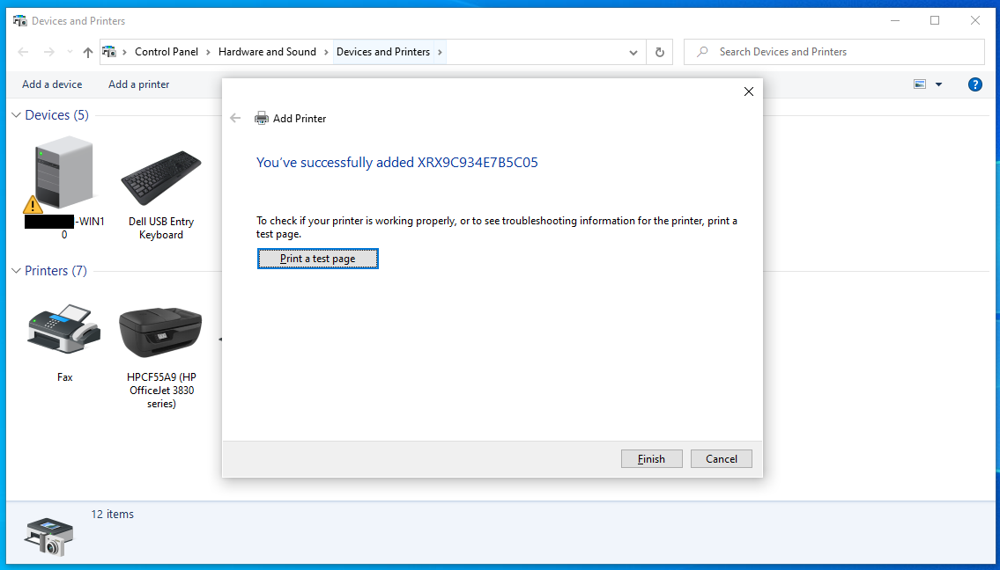 Devices and Printers
Control Panel > Hardware and Sound > Devices and Printers >
Search Devices and Printers
Add a device
Add a printer
?
Devices (5)
-WIN1
0
Dell USB Entry
Keyboard
Printers (7)
Fax
HPCF55A9 (HP
OfficeJet 3830
series)
Add Printer
You've successfully added XRX9C934E7B5C05
To check if your printer is working properly, or to see troubleshooting information for the printer, print a
test page.
Print a test page
Finish
Cancel
12 items